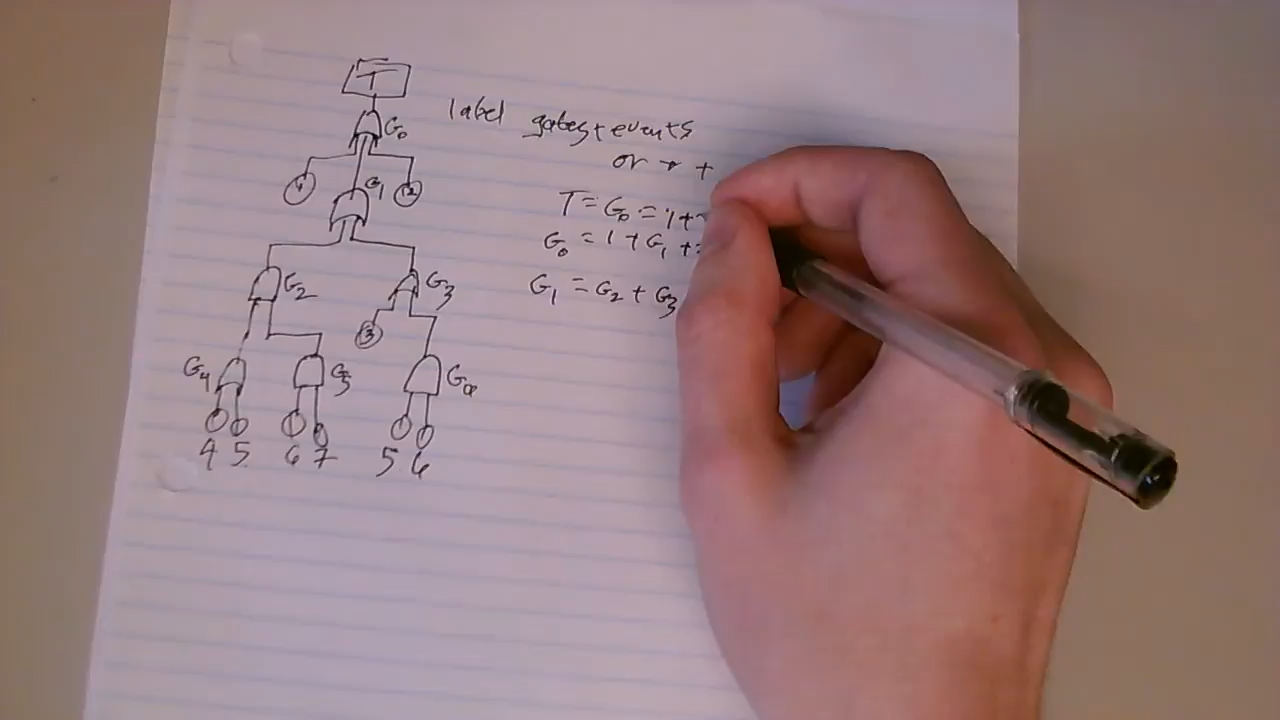 T
G₀
label gates + events
or → +
1
G₁
2
T = G₀ = 1 +
G₀ = 1 + G₁ +
G₂
G₃
G₁ = G₂ + G₃
3
G₄
G₅
4 5 6 7 5 6